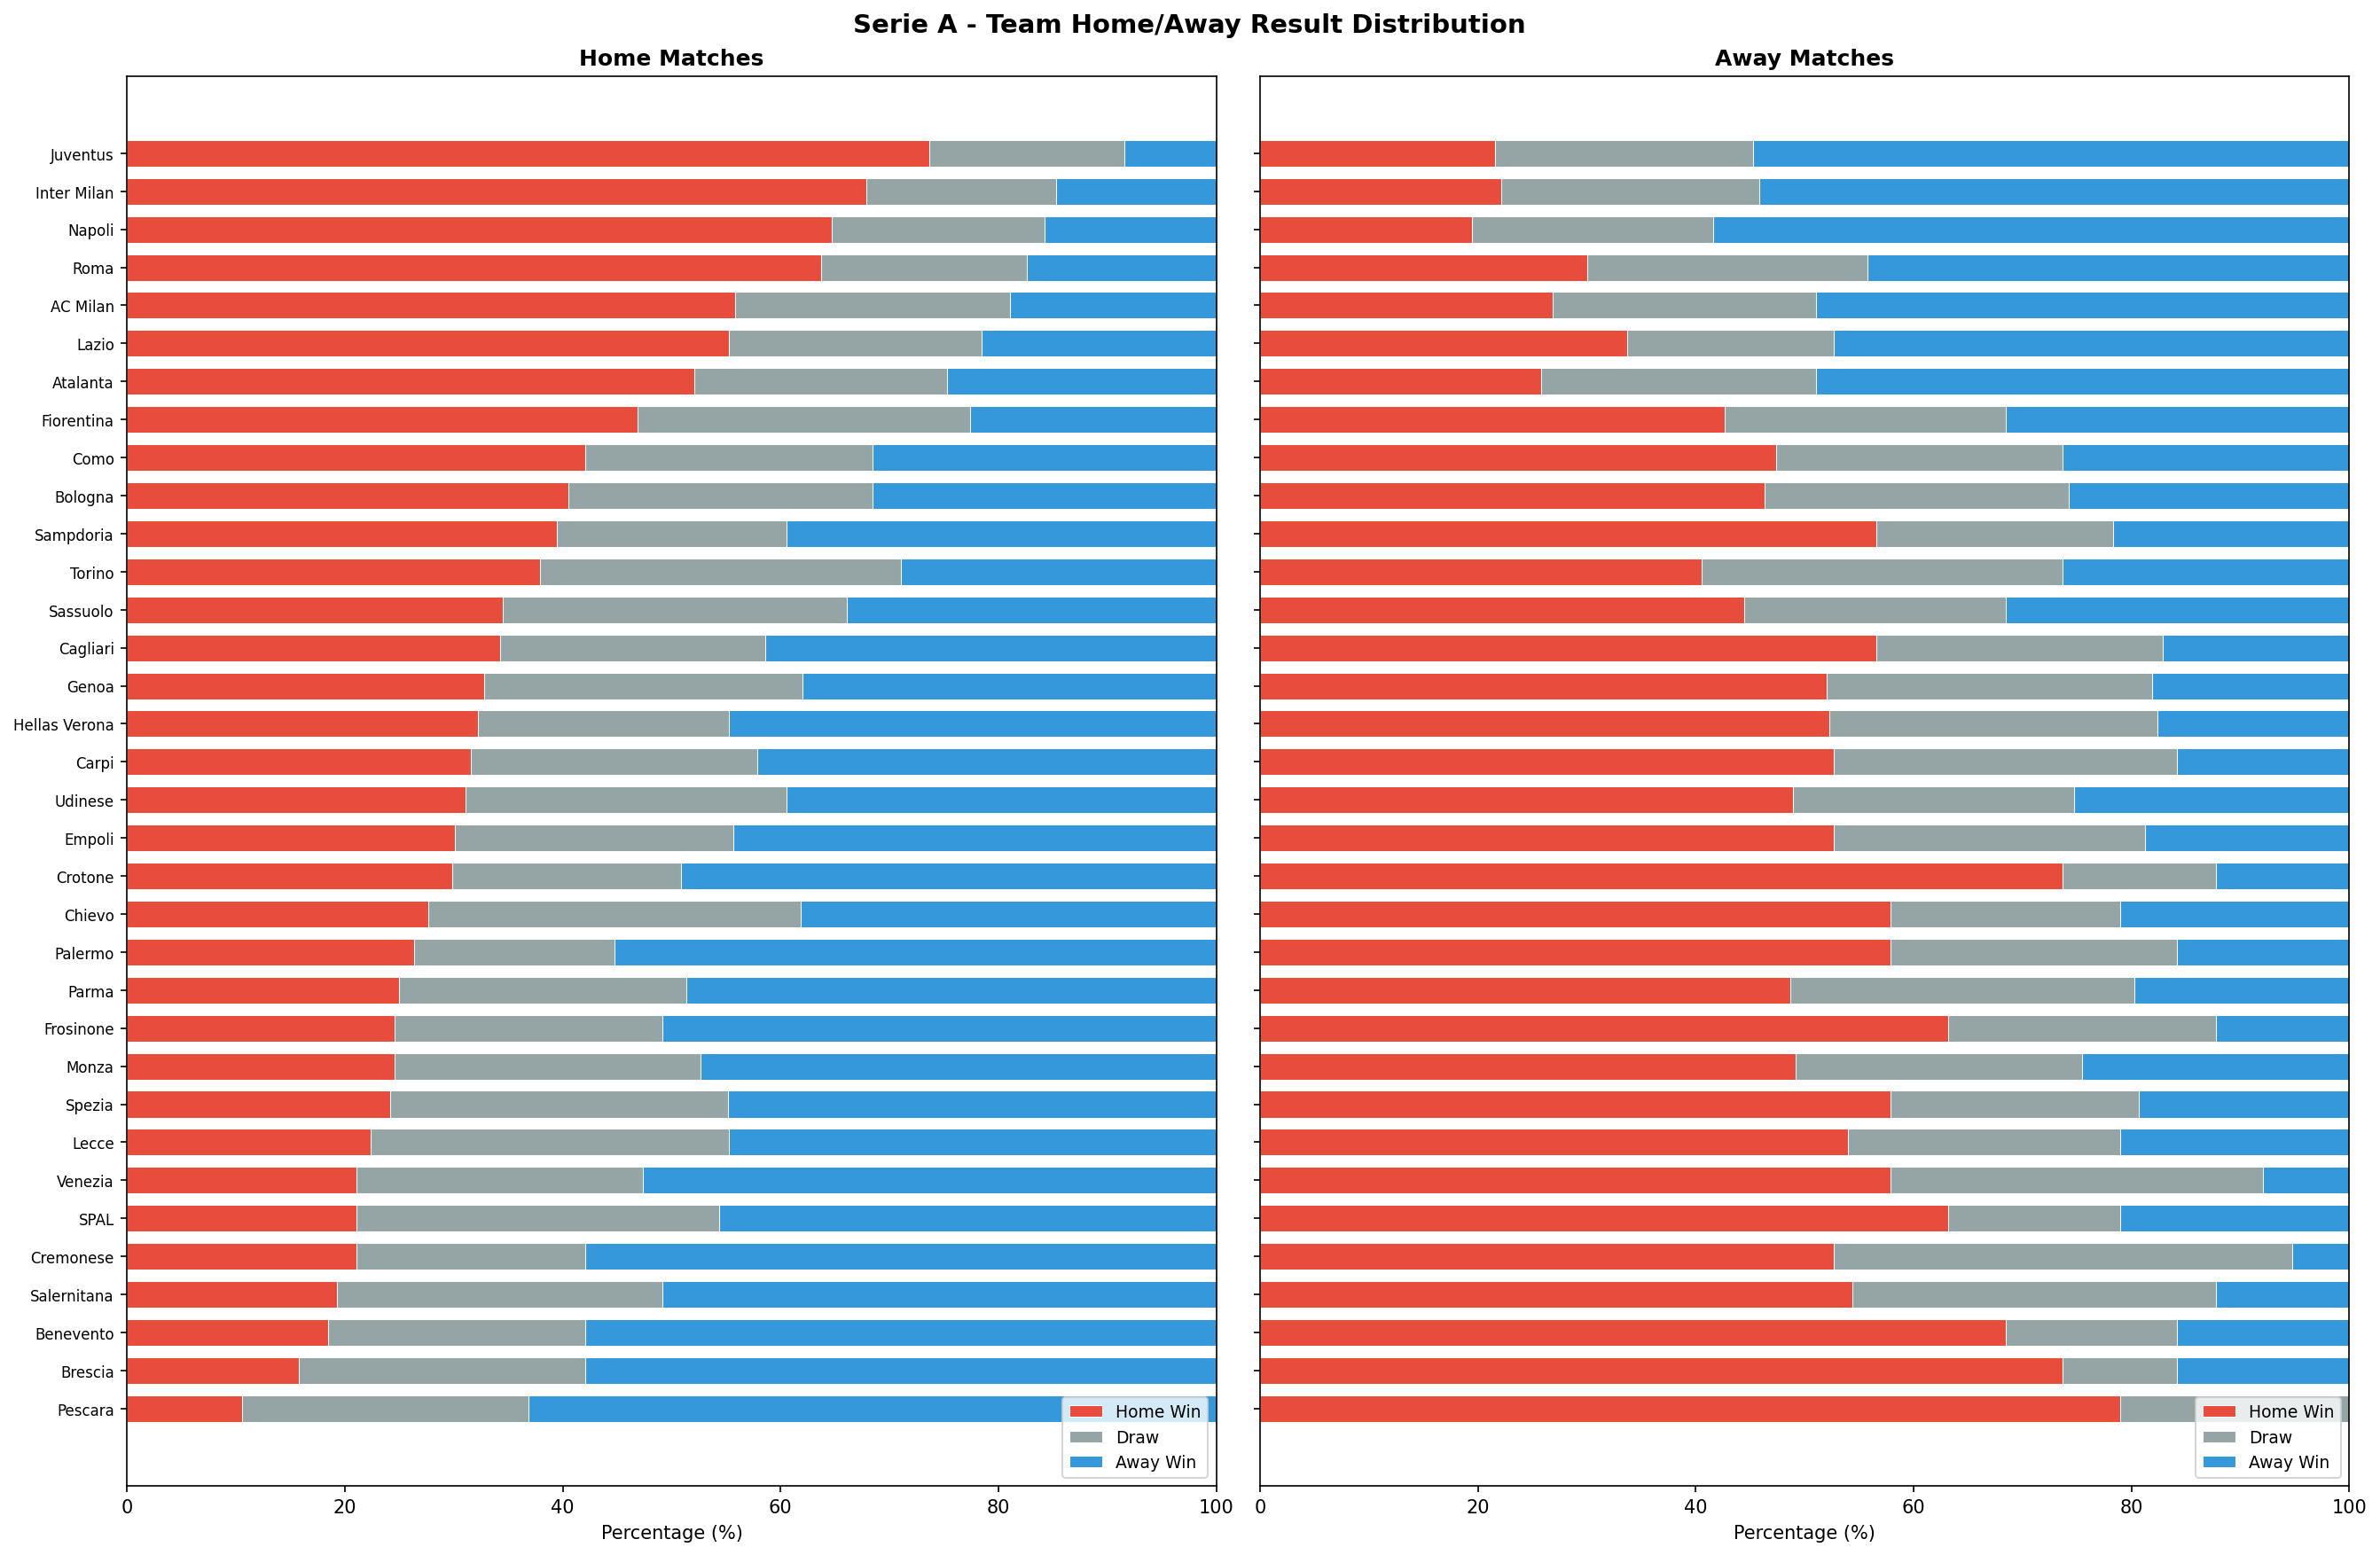 Serie A - Team Home/Away Result Distribution
Home Matches
Juventus
Inter Milan
Napoli
Roma
AC Milan
Lazio
Atalanta
Fiorentina
Como
Bologna
Sampdoria
Torino
Sassuolo
Cagliari
Genoa
Hellas Verona
Carpi
Udinese
Empoli
Crotone
Chievo
Palermo
Parma
Frosinone
Monza
Spezia
Lecce
Venezia
SPAL
Cremonese
Salernitana
Benevento
Brescia
Pescara
Home Win
Draw
Away Win
0 20 40 60 80 100
Percentage (%)
Away Matches
Home Win
Draw
Away Win
0 20 40 60 80 100
Percentage (%)